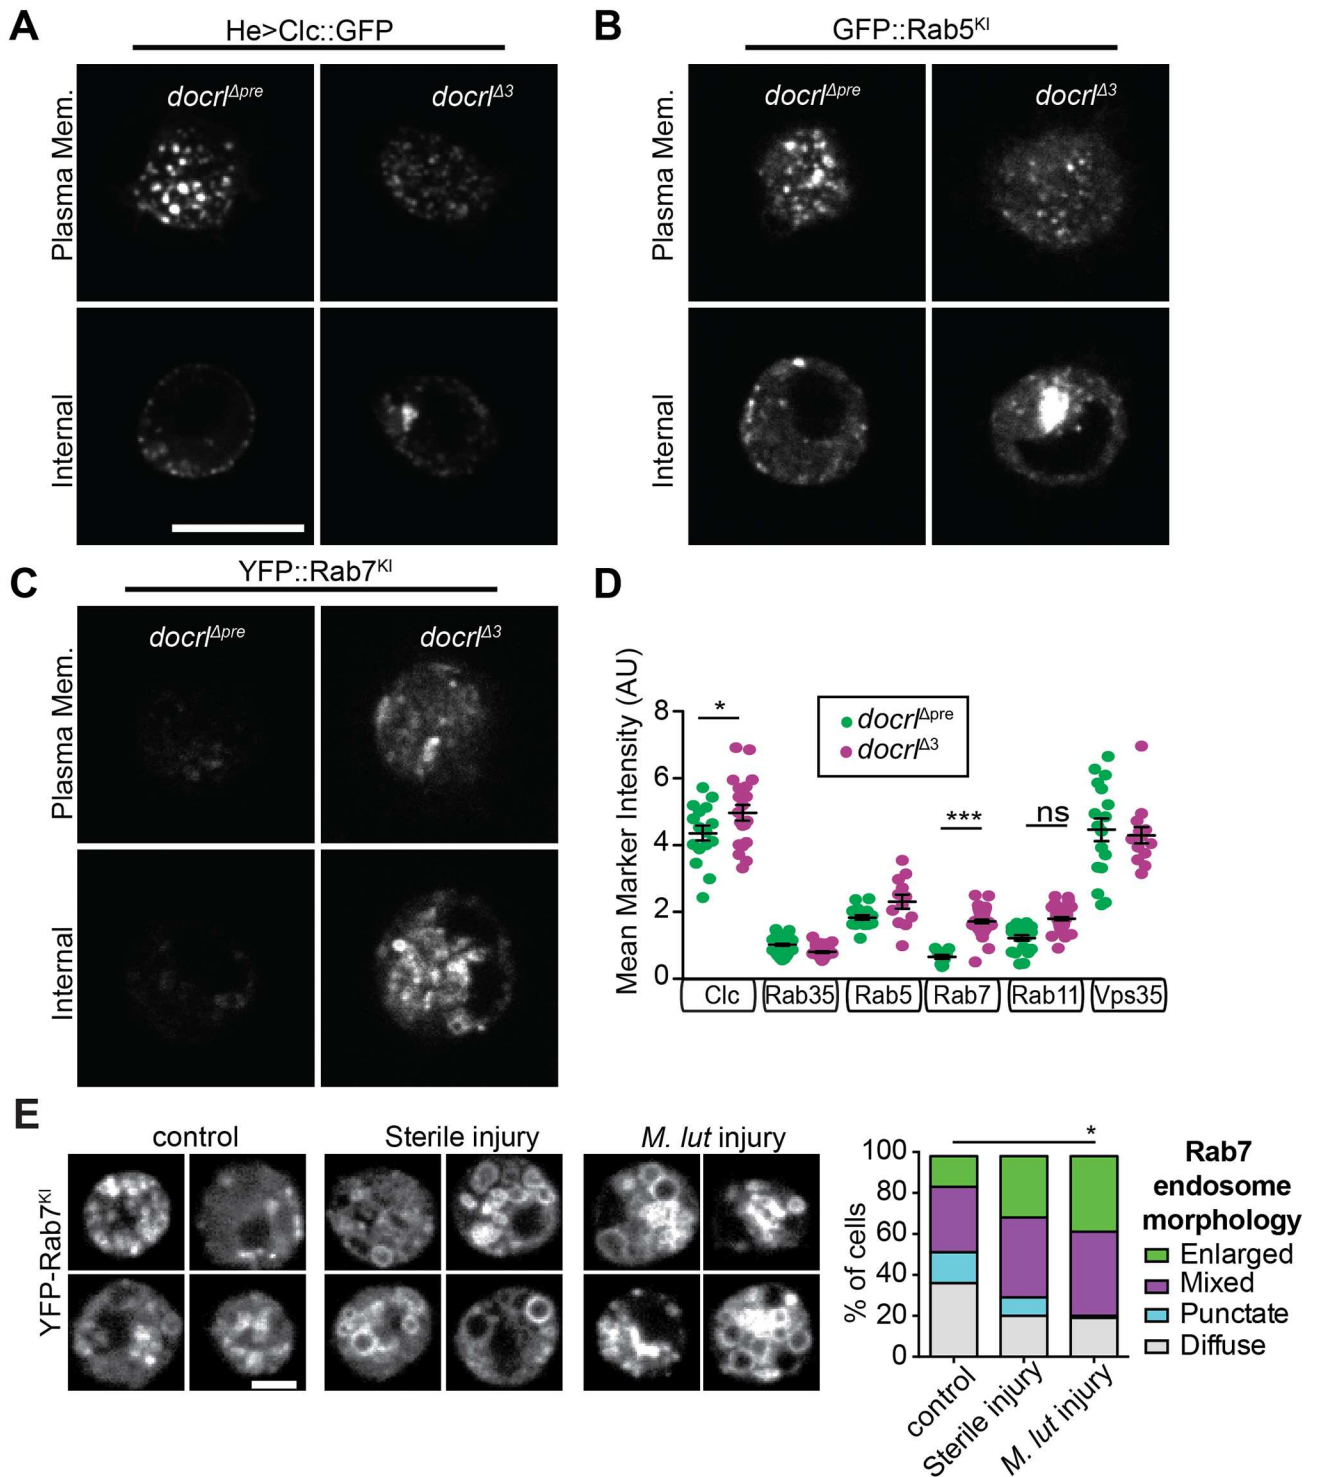 A
He>Clc::GFP
docrlΔpre
docrlΔ3
Plasma Mem.
Internal
B
GFP::Rab5KI
docrlΔpre
docrlΔ3
Plasma Mem.
Internal
C
YFP::Rab7KI
docrlΔpre
docrlΔ3
Plasma Mem.
Internal
D
Mean Marker Intensity (AU)
8
6
4
2
0
docrlΔpre
docrlΔ3
*
***
ns
Clc Rab35 Rab5 Rab7 Rab11 Vps35
E
control Sterile injury M. lut injury
YFP-Rab7KI
% of cells
100
80
60
40
20
0
*
control
Sterile injury
M. lut injury
Rab7
endosome
morphology
Enlarged
Mixed
Punctate
Diffuse